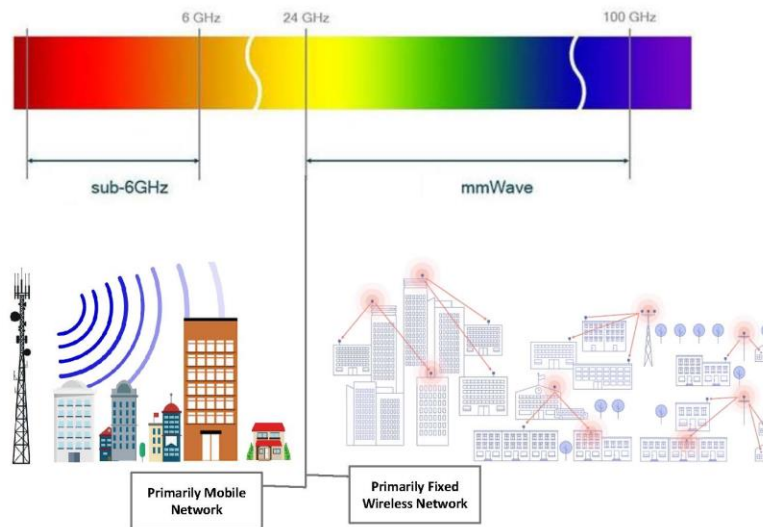 6 GHz
24 GHz
100 GHz
sub-6GHz
mmWave
Primarily Mobile
Network
Primarily Fixed
Wireless Network